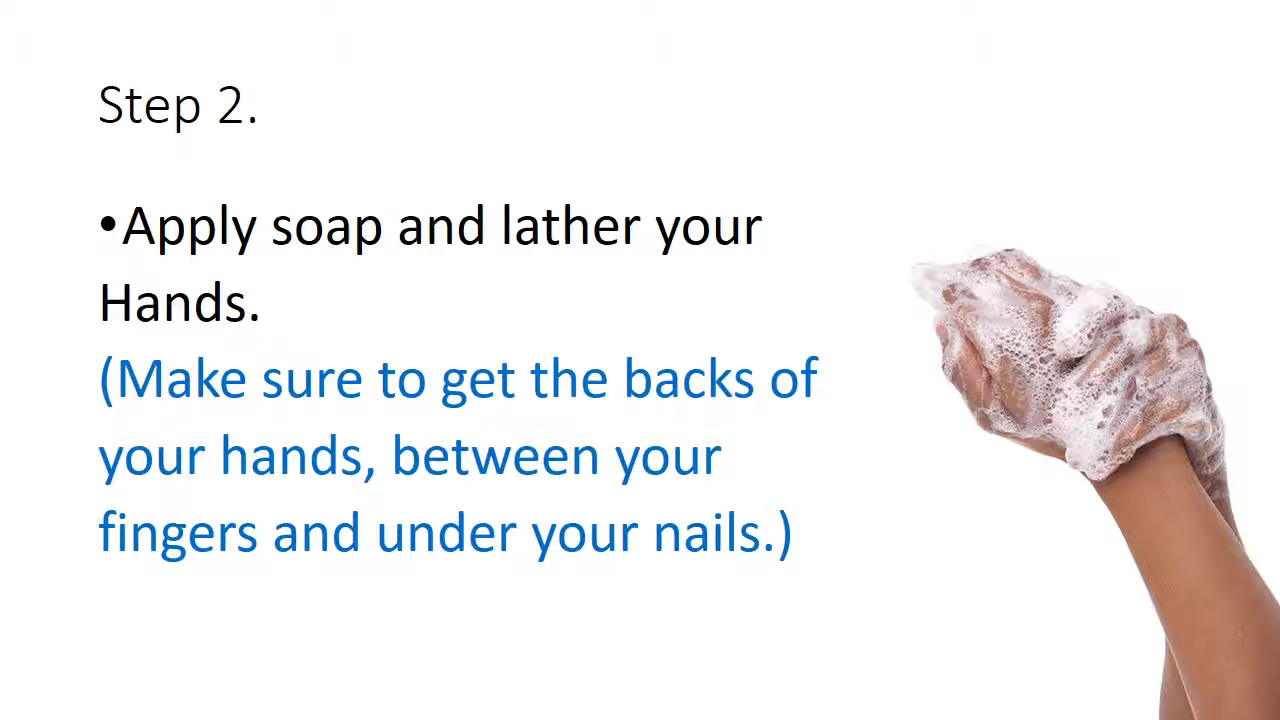 Step 2.
•Apply soap and lather your
Hands.
(Make sure to get the backs of
your hands, between your
fingers and under your nails.)